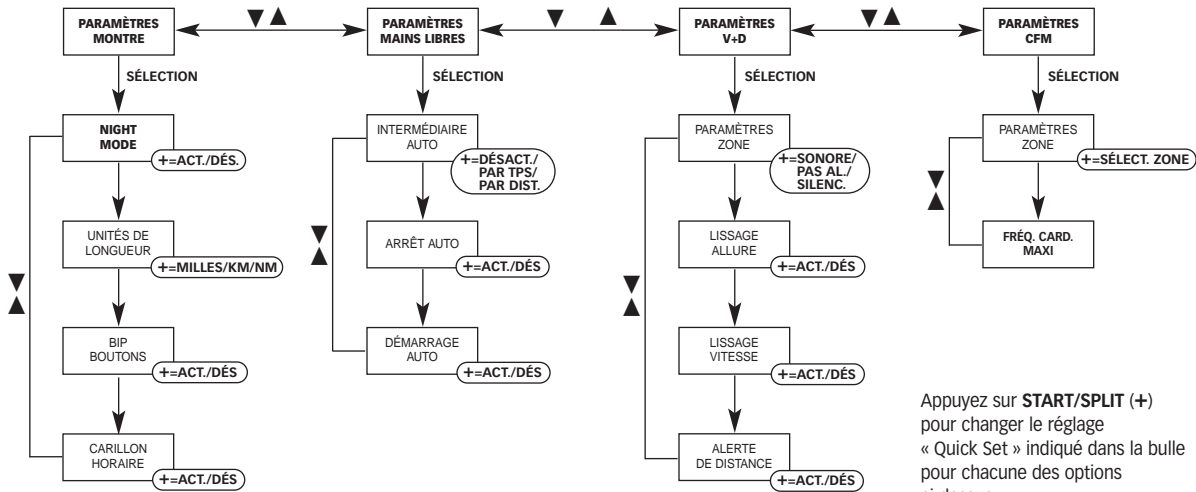 PARAMÈTRES
MONTRE
PARAMÈTRES
MAINS LIBRES
PARAMÈTRES
V+D
PARAMÈTRES
CFM
SÉLECTION
SÉLECTION
SÉLECTION
SÉLECTION
NIGHT
MODE
+=ACT./DÉS.
UNITÉS DE
LONGUEUR
+=MILLES/KM/NM
BIP
BOUTONS
+=ACT./DÉS
CARILLON
HORAIRE
+=ACT./DÉS
INTERMÉDIAIRE
AUTO
+=DÉSACT./
PAR TPS/
PAR DIST.
ARRÊT AUTO
+=ACT./DÉS
DÉMARRAGE
AUTO
+=ACT./DÉS
PARAMÈTRES
ZONE
+=SONORE/
PAS AL./
SILENC.
LISSAGE
ALLURE
+=ACT./DÉS
LISSAGE
VITESSE
+=ACT./DÉS
ALERTE
DE DISTANCE
+=ACT./DÉS
PARAMÈTRES
ZONE
+=SÉLECT. ZONE
FRÉQ. CARD.
MAXI
Appuyez sur START/SPLIT (+)
pour changer le réglage
« Quick Set » indiqué dans la bulle
pour chacune des options